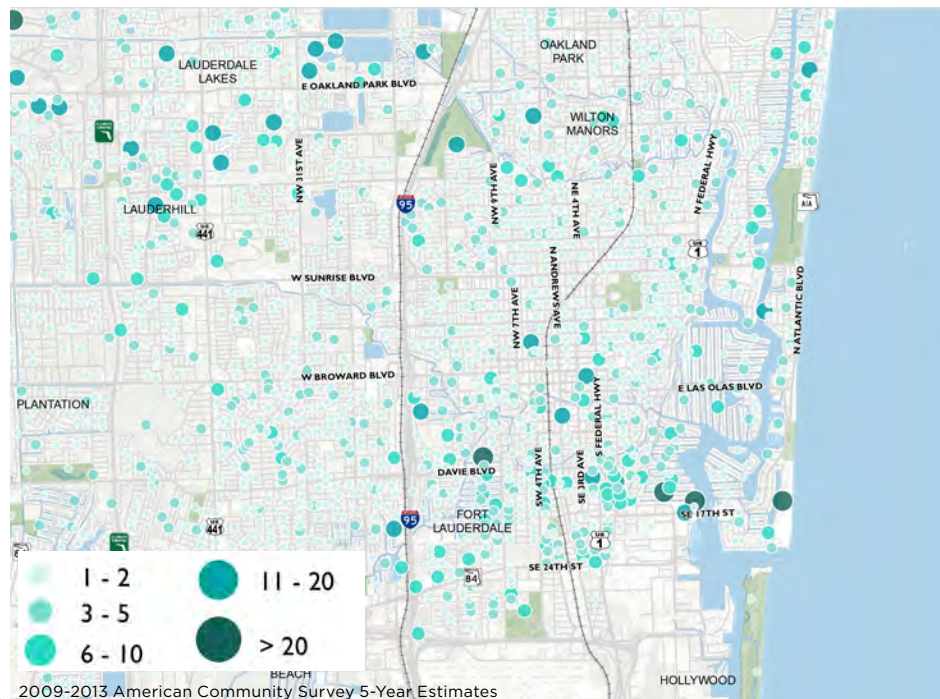 OAKLAND
PARK
LAUDERDALE
LAKES
E OAKLAND PARK BLVD
WILTON
MANORS
NW 31ST AVE
NW 9TH AVE
NE 4TH AVE
N FEDERAL HWY
95
A1A
LAUDERHILL
441
1
N ANDREWS AVE
W SUNRISE BLVD
NW 7TH AVE
N ATLANTIC BLVD
W BROWARD BLVD
E LAS OLAS BLVD
PLANTATION
S FEDERAL HWY
DAVIE BLVD
SW 4TH AVE
SE 3RD AVE
SE 17TH ST
FORT
LAUDERDALE
95
441
1
SE 24TH ST
84
1 - 2
3 - 5
6 - 10
11 - 20
> 20
BEACH
HOLLYWOOD
2009-2013 American Community Survey 5-Year Estimates